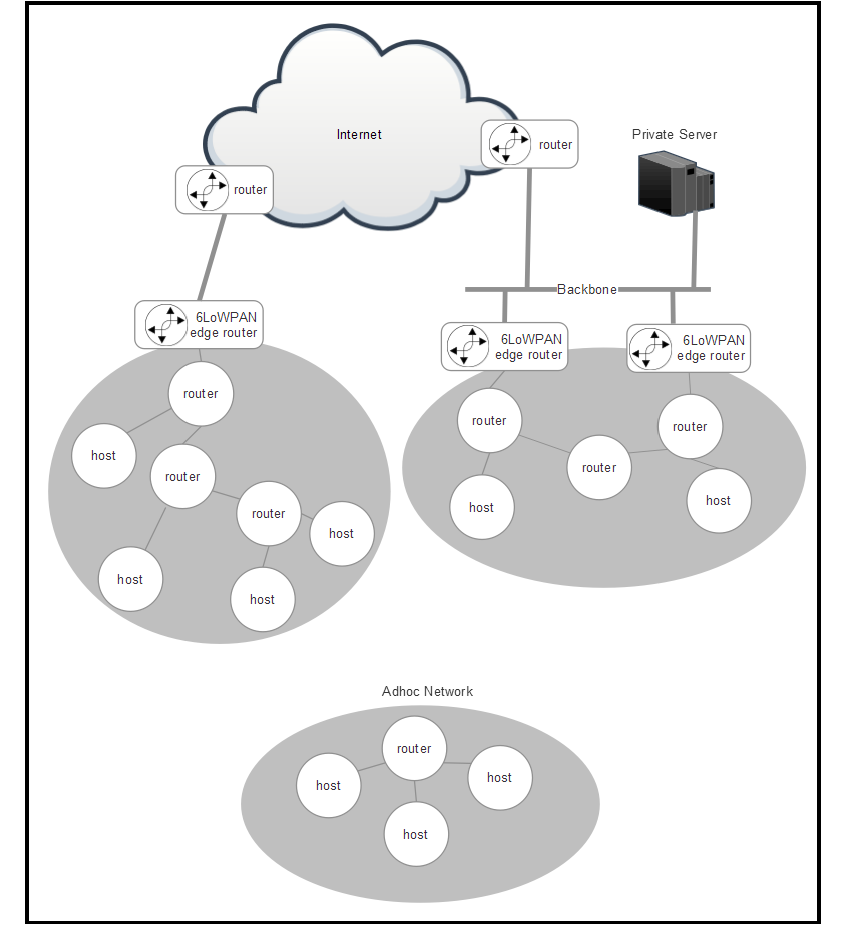 Internet
router
Private Server
router
Backbone
6LoWPAN
edge router
6LoWPAN
edge router
6LoWPAN
edge router
router
host
router
router
host
host
host
router
router
router
host
host
Adhoc Network
router
host
host
host